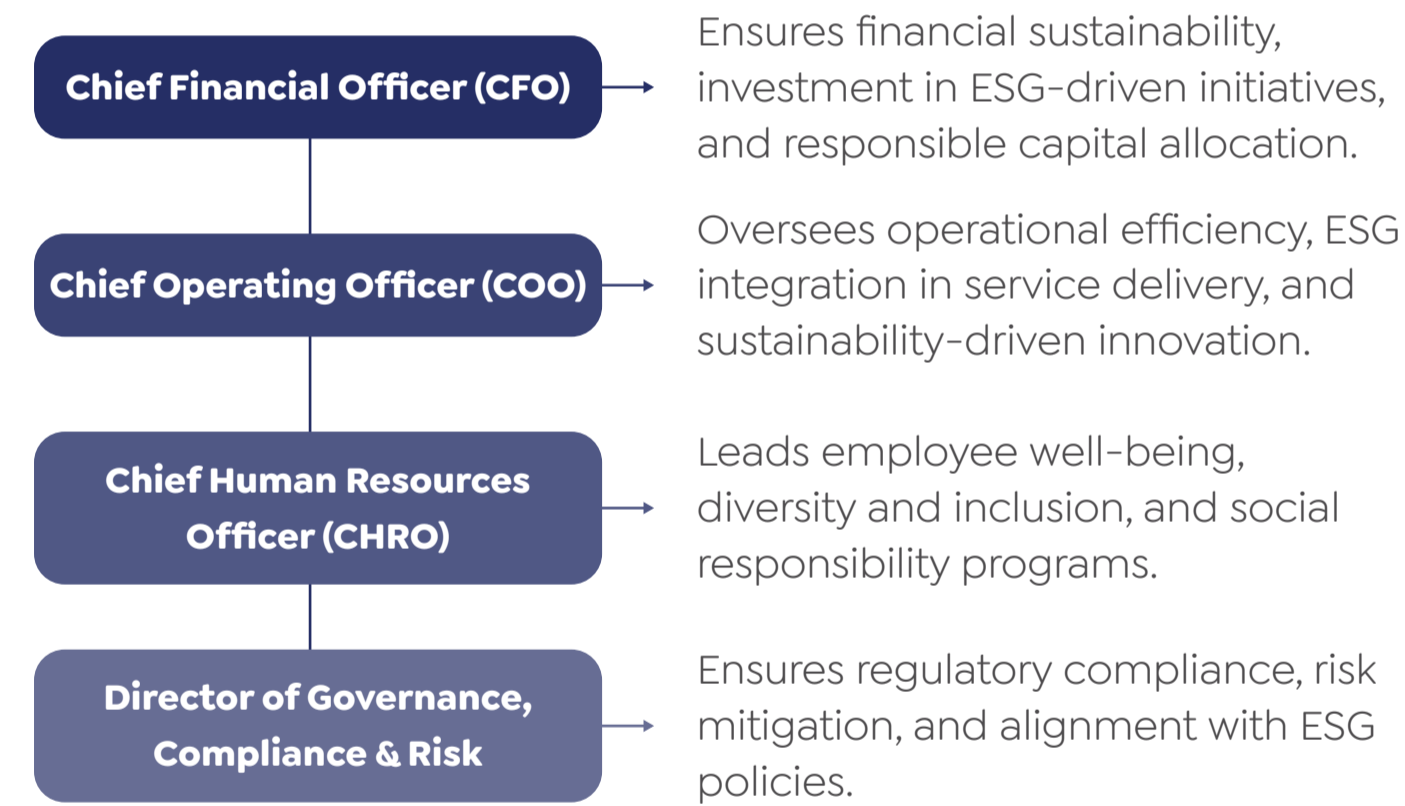 Chief Financial Officer (CFO)
Ensures financial sustainability,
investment in ESG-driven initiatives,
and responsible capital allocation.
Chief Operating Officer (COO)
Oversees operational efficiency, ESG
integration in service delivery, and
sustainability-driven innovation.
Chief Human Resources
Officer (CHRO)
Leads employee well-being,
diversity and inclusion, and social
responsibility programs.
Director of Governance,
Compliance & Risk
Ensures regulatory compliance, risk
mitigation, and alignment with ESG
policies.